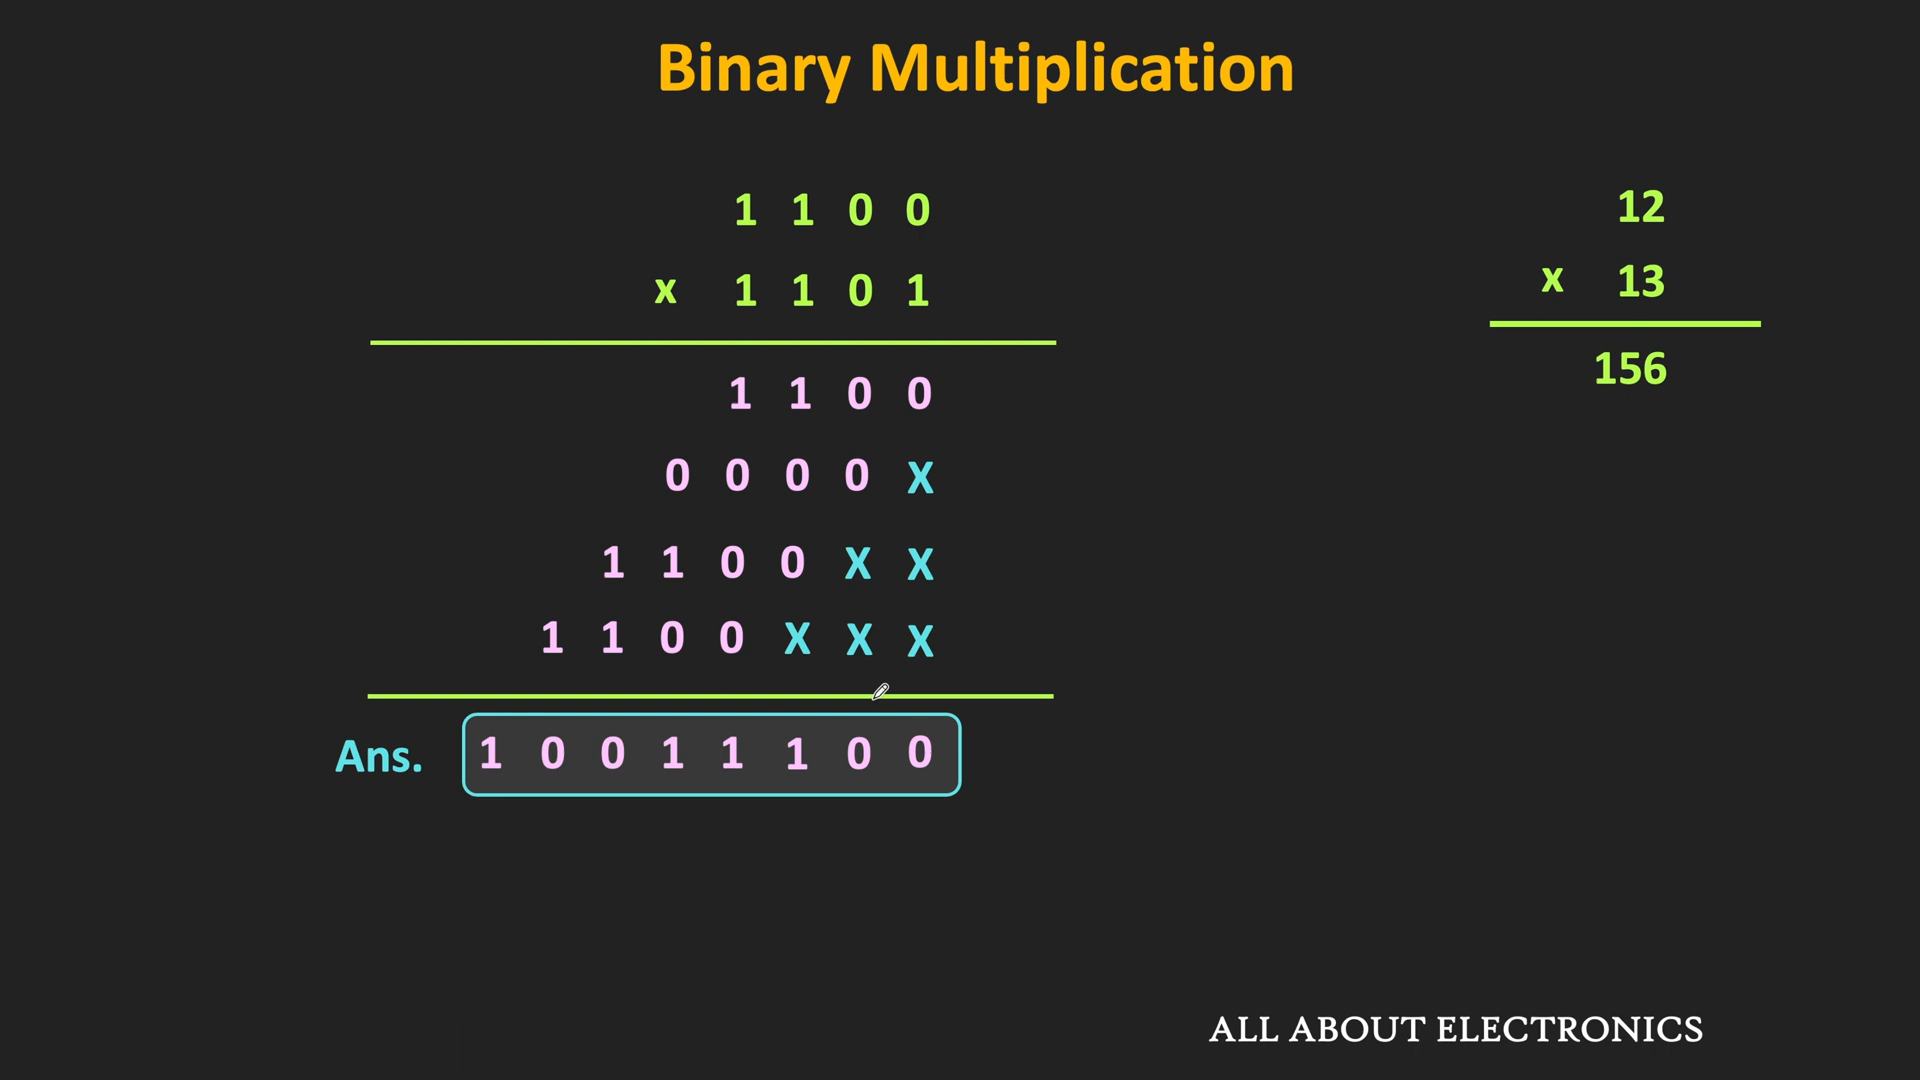 Binary Multiplication
1 1 0 0
x 1 1 0 1
1 1 0 0
0 0 0 0 X
1 1 0 0 X X
1 1 0 0 X X X
Ans. 1 0 0 1 1 1 0 0
12
x 13
156
ALL ABOUT ELECTRONICS